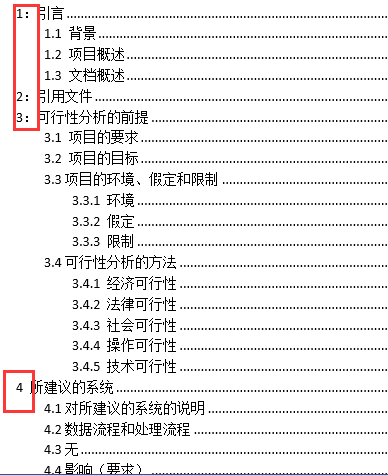 1：引言..............................
1.1 背景..............................
1.2 项目概述..............................
1.3 文档概述..............................
2：引用文件..............................
3：可行性分析的前提..............................
3.1 项目的要求..............................
3.2 项目的目标..............................
3.3 项目的环境、假定和限制..............................
3.3.1 环境..............................
3.3.2 假定..............................
3.3.3 限制..............................
3.4 可行性分析的方法..............................
3.4.1 经济可行性..............................
3.4.2 法律可行性..............................
3.4.3 社会可行性..............................
3.4.4 操作可行性..............................
3.4.5 技术可行性..............................
4 所建议的系统..............................
4.1 对所建议的系统的说明..............................
4.2 数据流程和处理流程..............................
4.3 无..............................
4.4 影响（要求）..............................